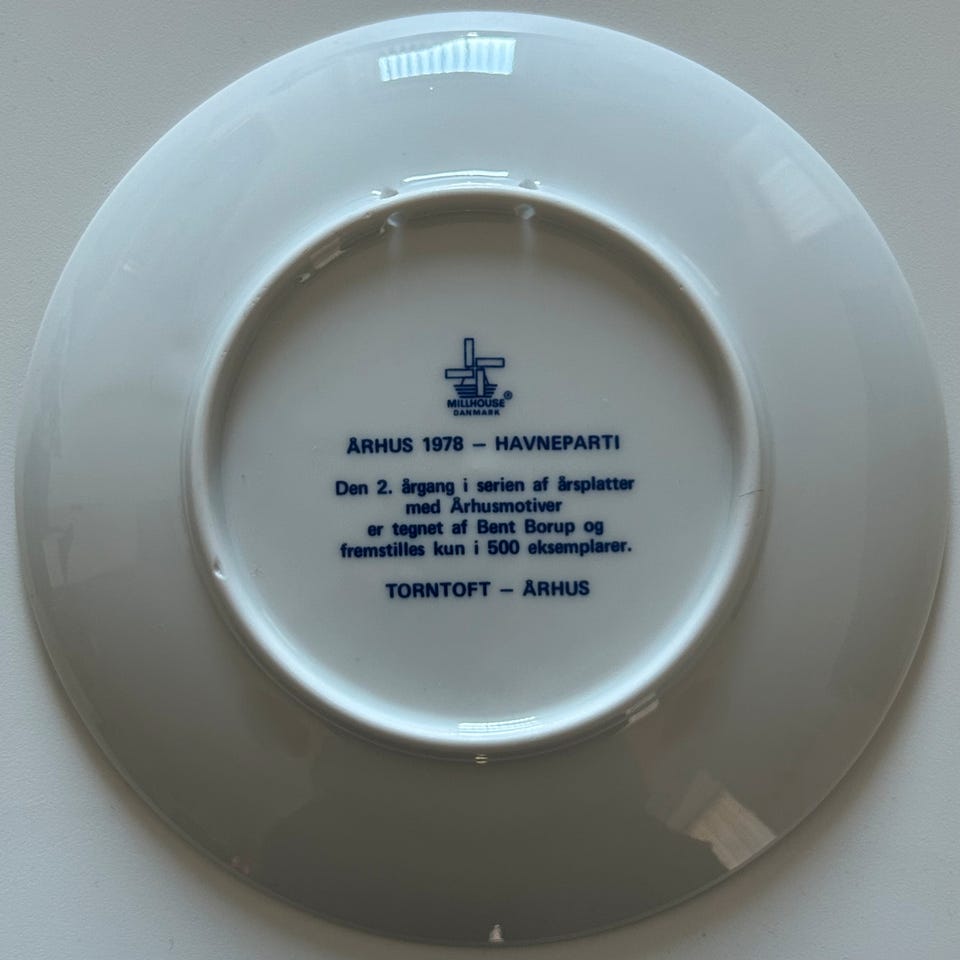 MILLHOUSE®
DANMARK
ÅRHUS 1978 – HAVNEPARTI
Den 2. årgang i serien af årsplatter
med Århusmotiver
er tegnet af Bent Borup og
fremstilles kun i 500 eksemplarer.
TORNTOFT – ÅRHUS